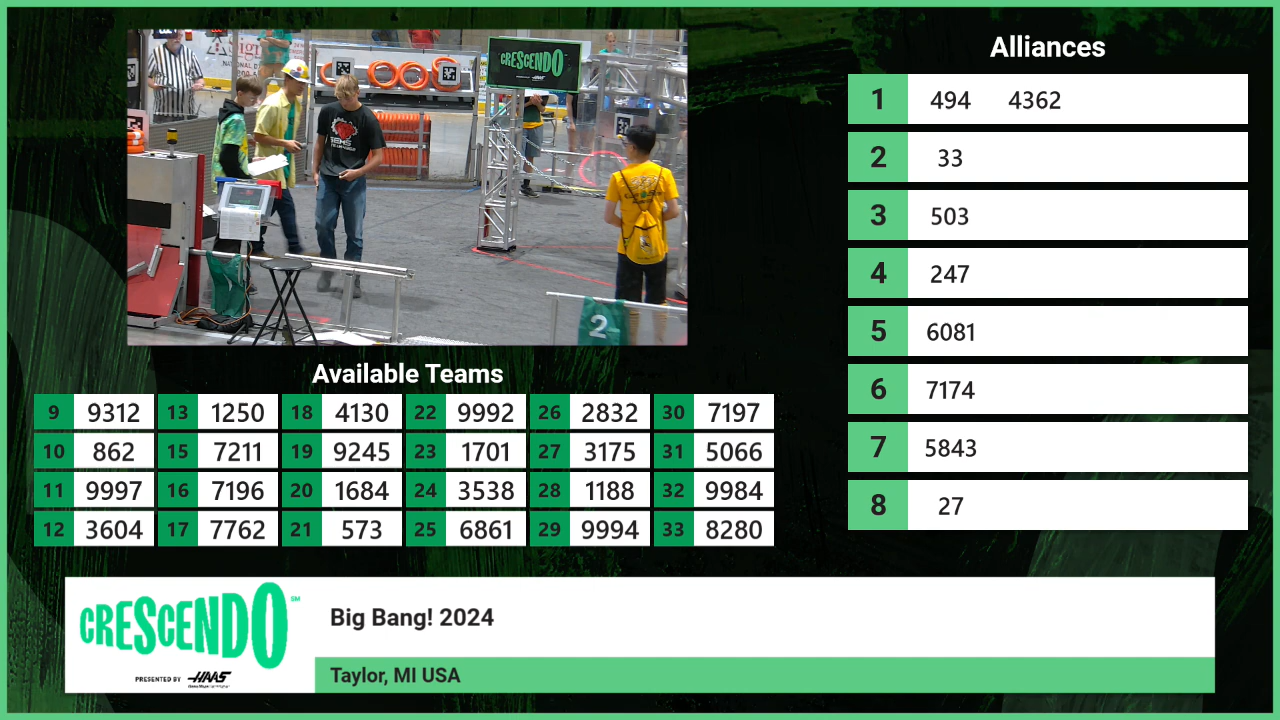 CRESCENDO
Alliances
1 494 4362
2 33
3 503
4 247
5 6081
6 7174
7 5843
8 27
2
Available Teams
9 9312 13 1250 18 4130 22 9992 26 2832 30 7197
10 862 15 7211 19 9245 23 1701 27 3175 31 5066
11 9997 16 7196 20 1684 24 3538 28 1188 32 9984
12 3604 17 7762 21 573 25 6861 29 9994 33 8280
CRESCENDO SM
PRESENTED BY HAAS
Big Bang! 2024
Taylor, MI USA